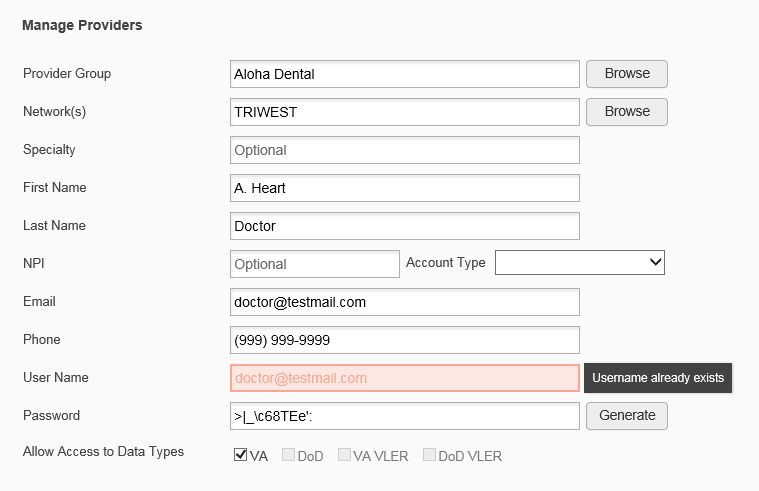 Manage Providers
Provider Group Aloha Dental Browse
Network(s) TRIWEST Browse
Specialty Optional
First Name A. Heart
Last Name Doctor
NPI Optional Account Type
Email doctor@testmail.com
Phone (999) 999-9999
User Name doctor@testmail.com Username already exists
Password >|_\c68TEe': Generate
Allow Access to Data Types VA DoD VA VLER DoD VLER